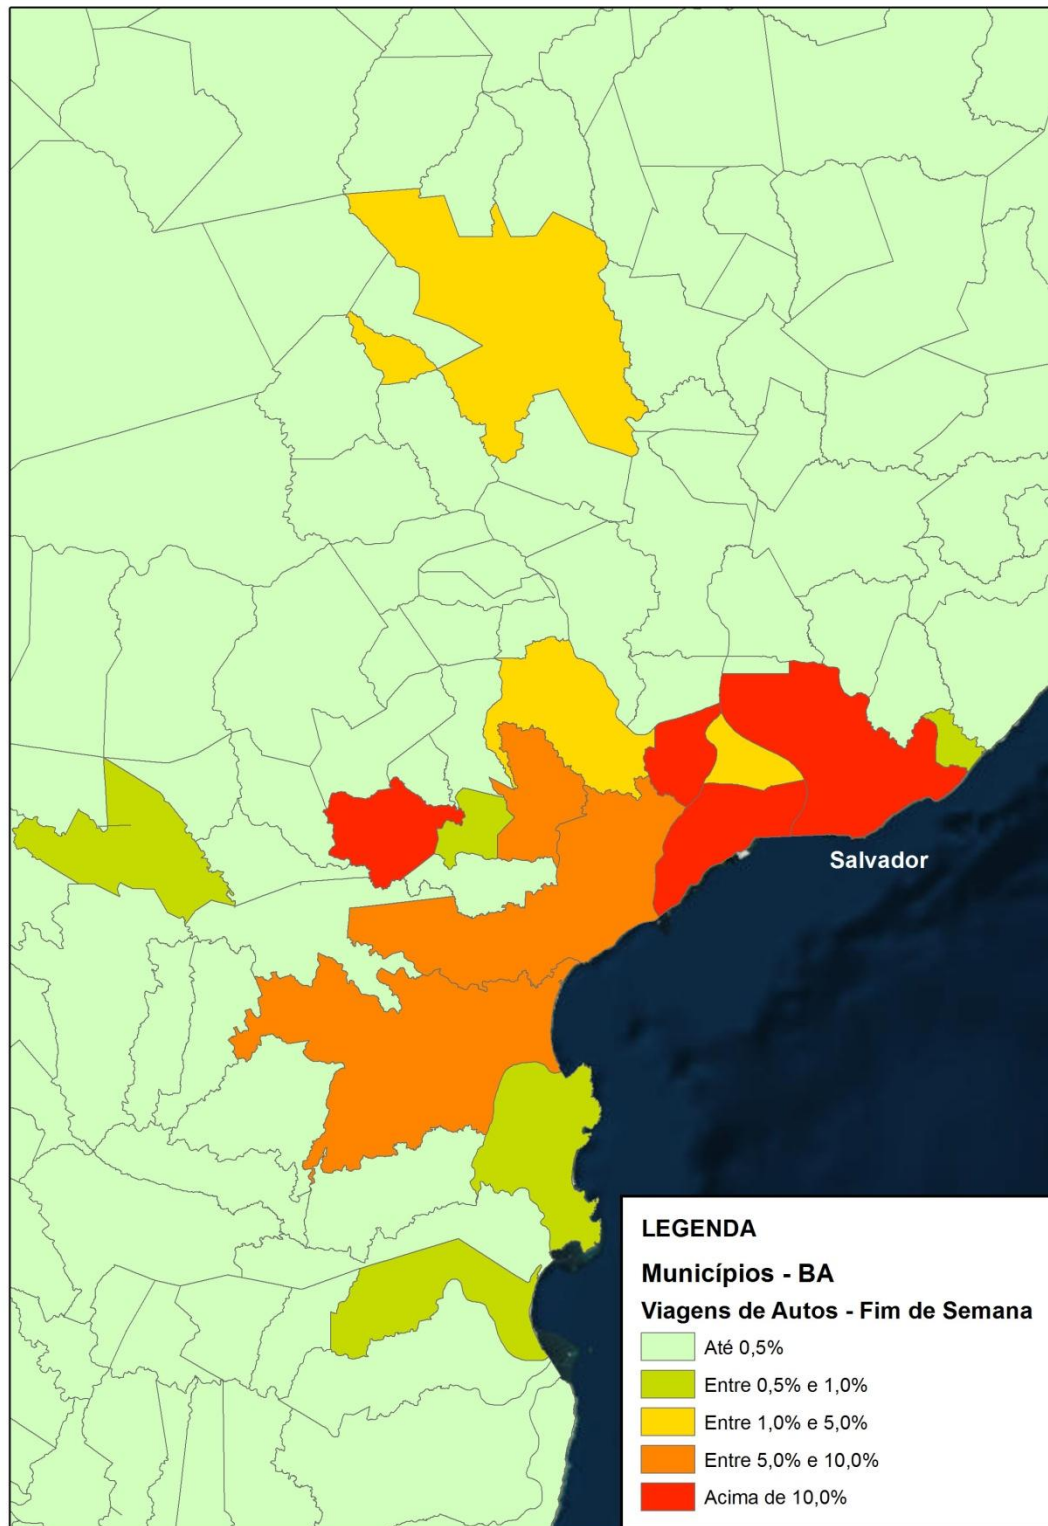 Salvador
LEGENDA
Municípios - BA
Viagens de Autos - Fim de Semana
Até 0,5%
Entre 0,5% e 1,0%
Entre 1,0% e 5,0%
Entre 5,0% e 10,0%
Acima de 10,0%